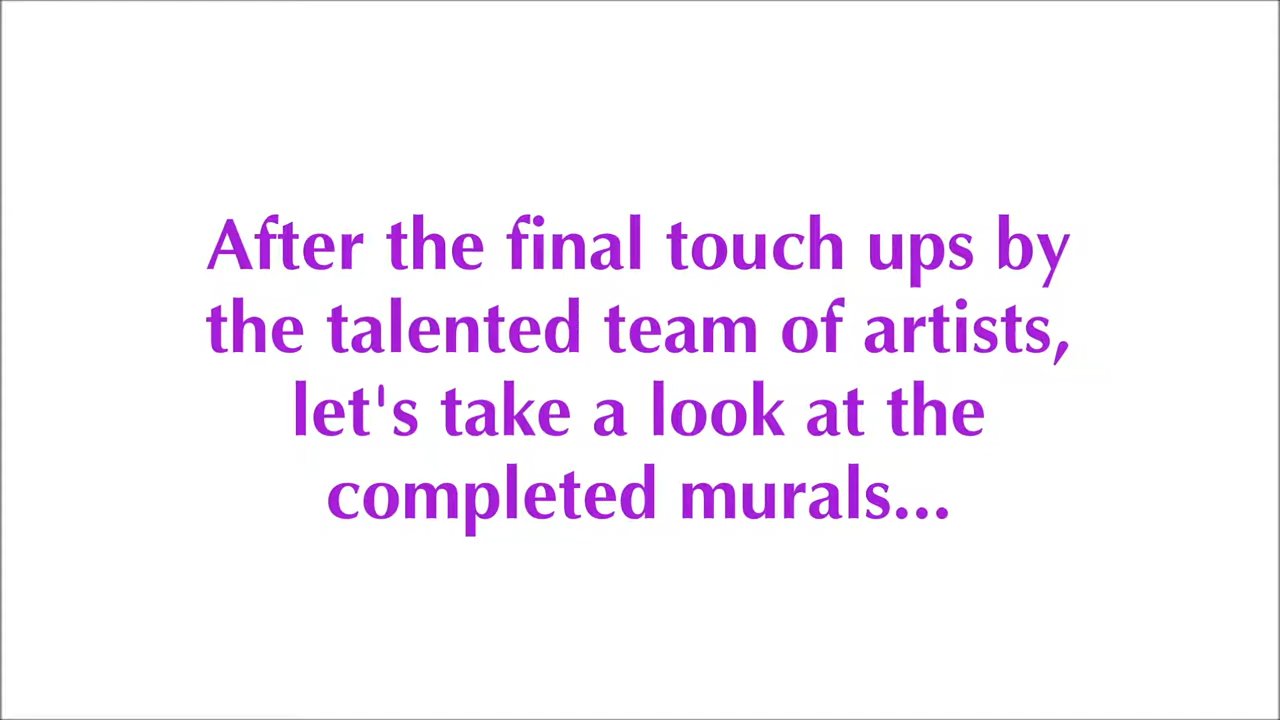 After the final touch ups by
the talented team of artists,
let's take a look at the
completed murals...